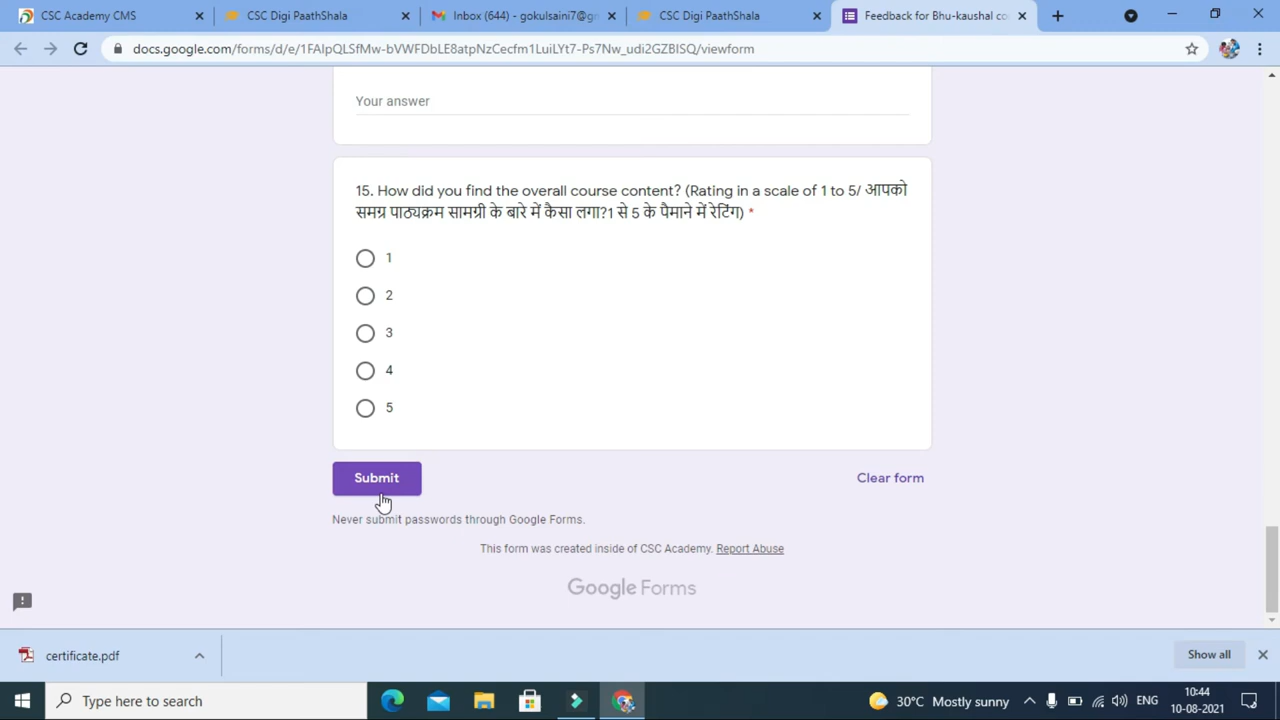 CSC Academy CMS
CSC Digi PaathShala
Inbox (644) - gokulsaini7@gm
CSC Digi PaathShala
Feedback for Bhu-kaushal co
docs.google.com/forms/d/e/1FAIpQLSfMw-bVWFDbLE8atpNzCecfm1LuiLYt7-Ps7Nw_udi2GZBISQ/viewform
Your answer
15. How did you find the overall course content? (Rating in a scale of 1 to 5/ आपको
समग्र पाठ्यक्रम सामग्री के बारे में कैसा लगा?1 से 5 के पैमाने में रेटिंग) *
1
2
3
4
5
Submit
Clear form
Never submit passwords through Google Forms.
This form was created inside of CSC Academy. Report Abuse
Google Forms
certificate.pdf
Show all
Type here to search
30°C Mostly sunny
ENG
10:44
10-08-2021